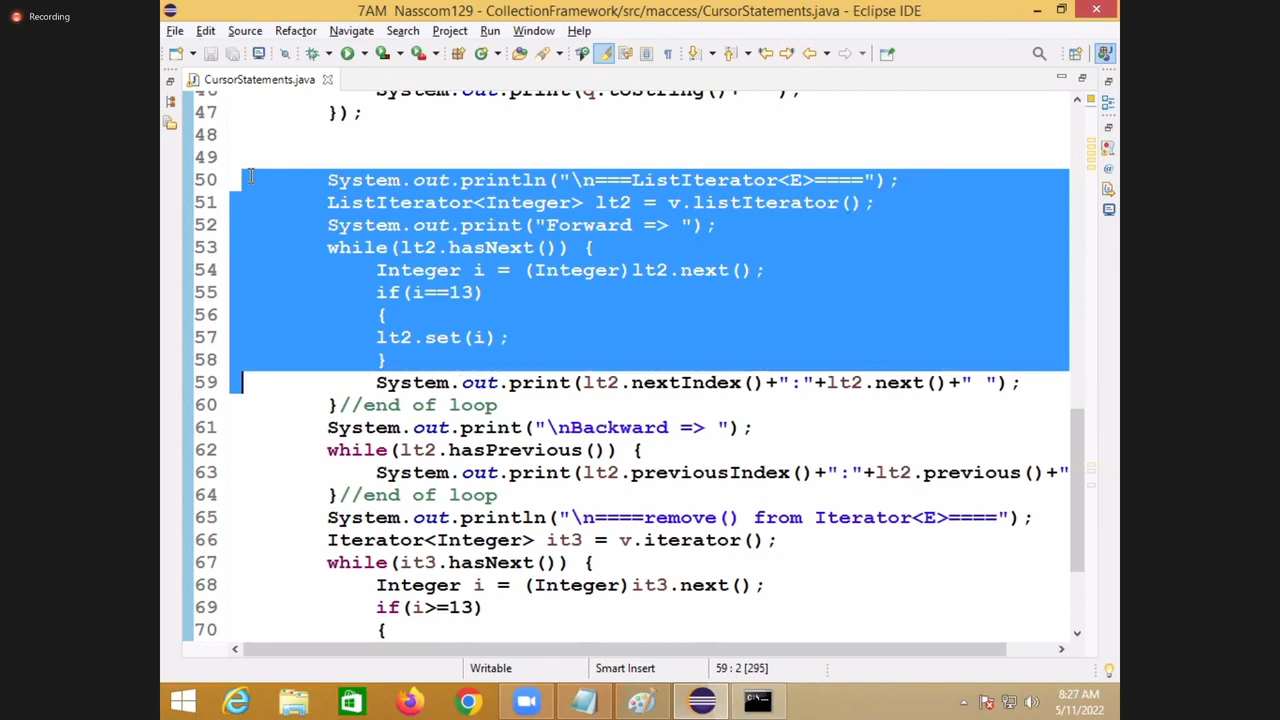 Recording
7AM Nasscom129 - CollectionFramework/src/maccess/CursorStatements.java - Eclipse IDE
File Edit Source Refactor Navigate Search Project Run Window Help
CursorStatements.java
46 System.out.print(q.toString()+" ");
47 });
48
49
50 System.out.println("\n===ListIterator<E>====");
51 ListIterator<Integer> lt2 = v.listIterator();
52 System.out.print("Forward => ");
53 while(lt2.hasNext()) {
54 Integer i = (Integer)lt2.next();
55 if(i==13)
56 {
57 lt2.set(i);
58 }
59 System.out.print(lt2.nextIndex()+":"+lt2.next()+" ");
60 }//end of loop
61 System.out.print("\nBackward => ");
62 while(lt2.hasPrevious()) {
63 System.out.print(lt2.previousIndex()+":"+lt2.previous()+"
64 }//end of loop
65 System.out.println("\n====remove() from Iterator<E>====");
66 Iterator<Integer> it3 = v.iterator();
67 while(it3.hasNext()) {
68 Integer i = (Integer)it3.next();
69 if(i>=13)
70 {
Writable Smart Insert 59 : 2 [295]
8:27 AM
5/11/2022